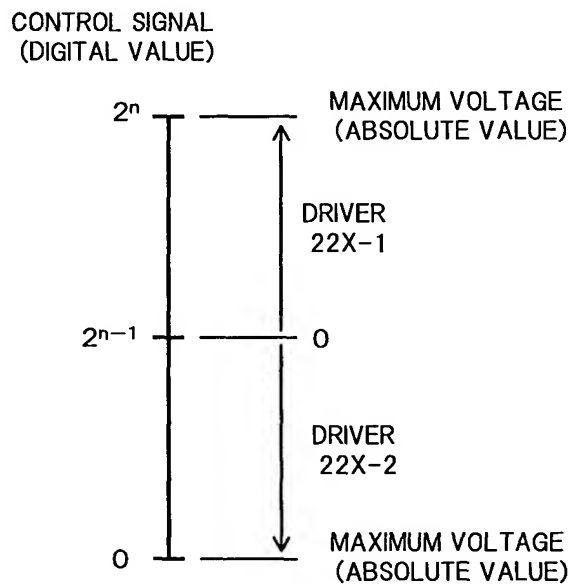 CONTROL SIGNAL
(DIGITAL VALUE)
2ⁿ
MAXIMUM VOLTAGE
(ABSOLUTE VALUE)
DRIVER
22X-1
2ⁿ⁻¹
0
DRIVER
22X-2
0
MAXIMUM VOLTAGE
(ABSOLUTE VALUE)